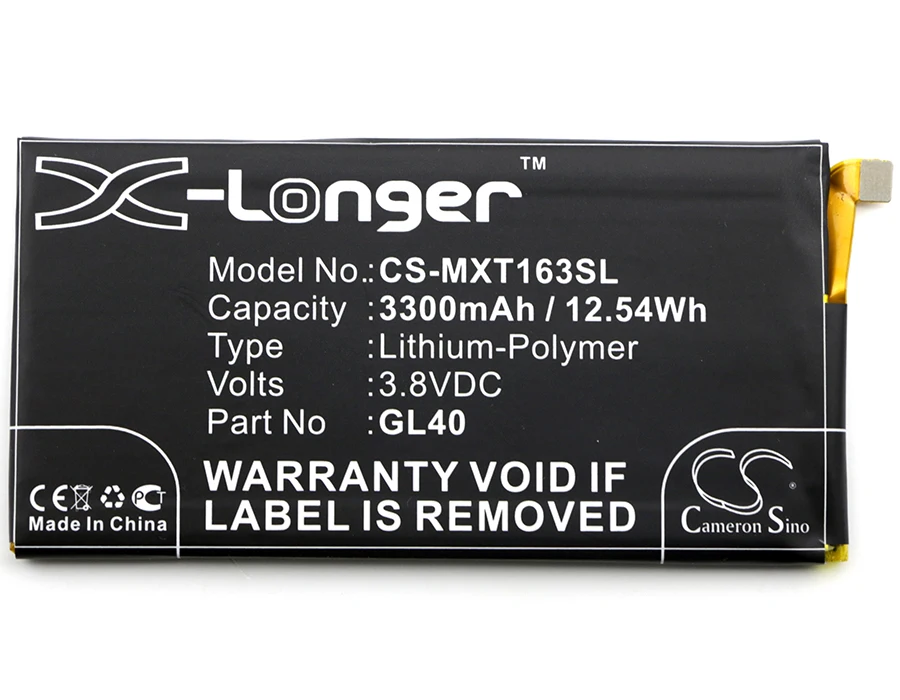 X-Longer™
Model No.: CS-MXT163SL
Capacity : 3300mAh / 12.54Wh
Type : Lithium-Polymer
Volts : 3.8VDC
Part No : GL40
WARRANTY VOID IF
LABEL IS REMOVED
CE PCT
Made In China
CS ®
Cameron Sino